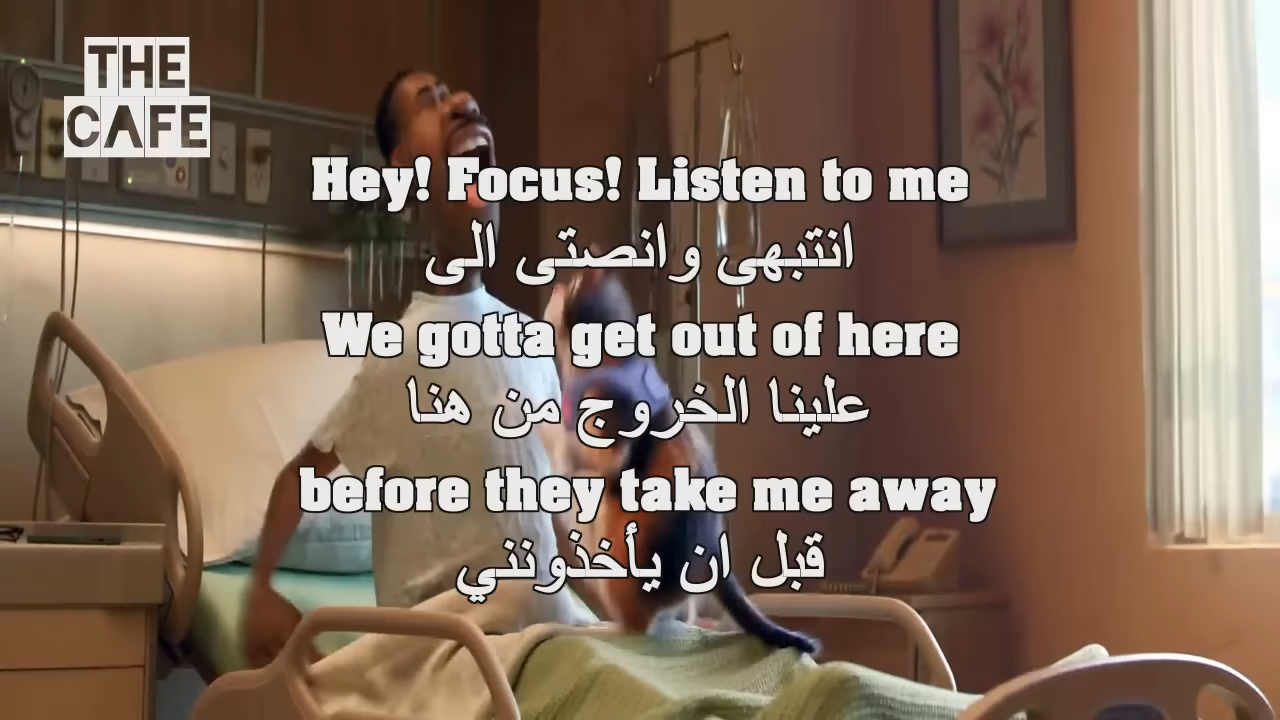 THE
CAFE
Hey! Focus! Listen to me
انتبهى وانصتى الى
We gotta get out of here
علينا الخروج من هنا
before they take me away
قبل ان يأخذونني